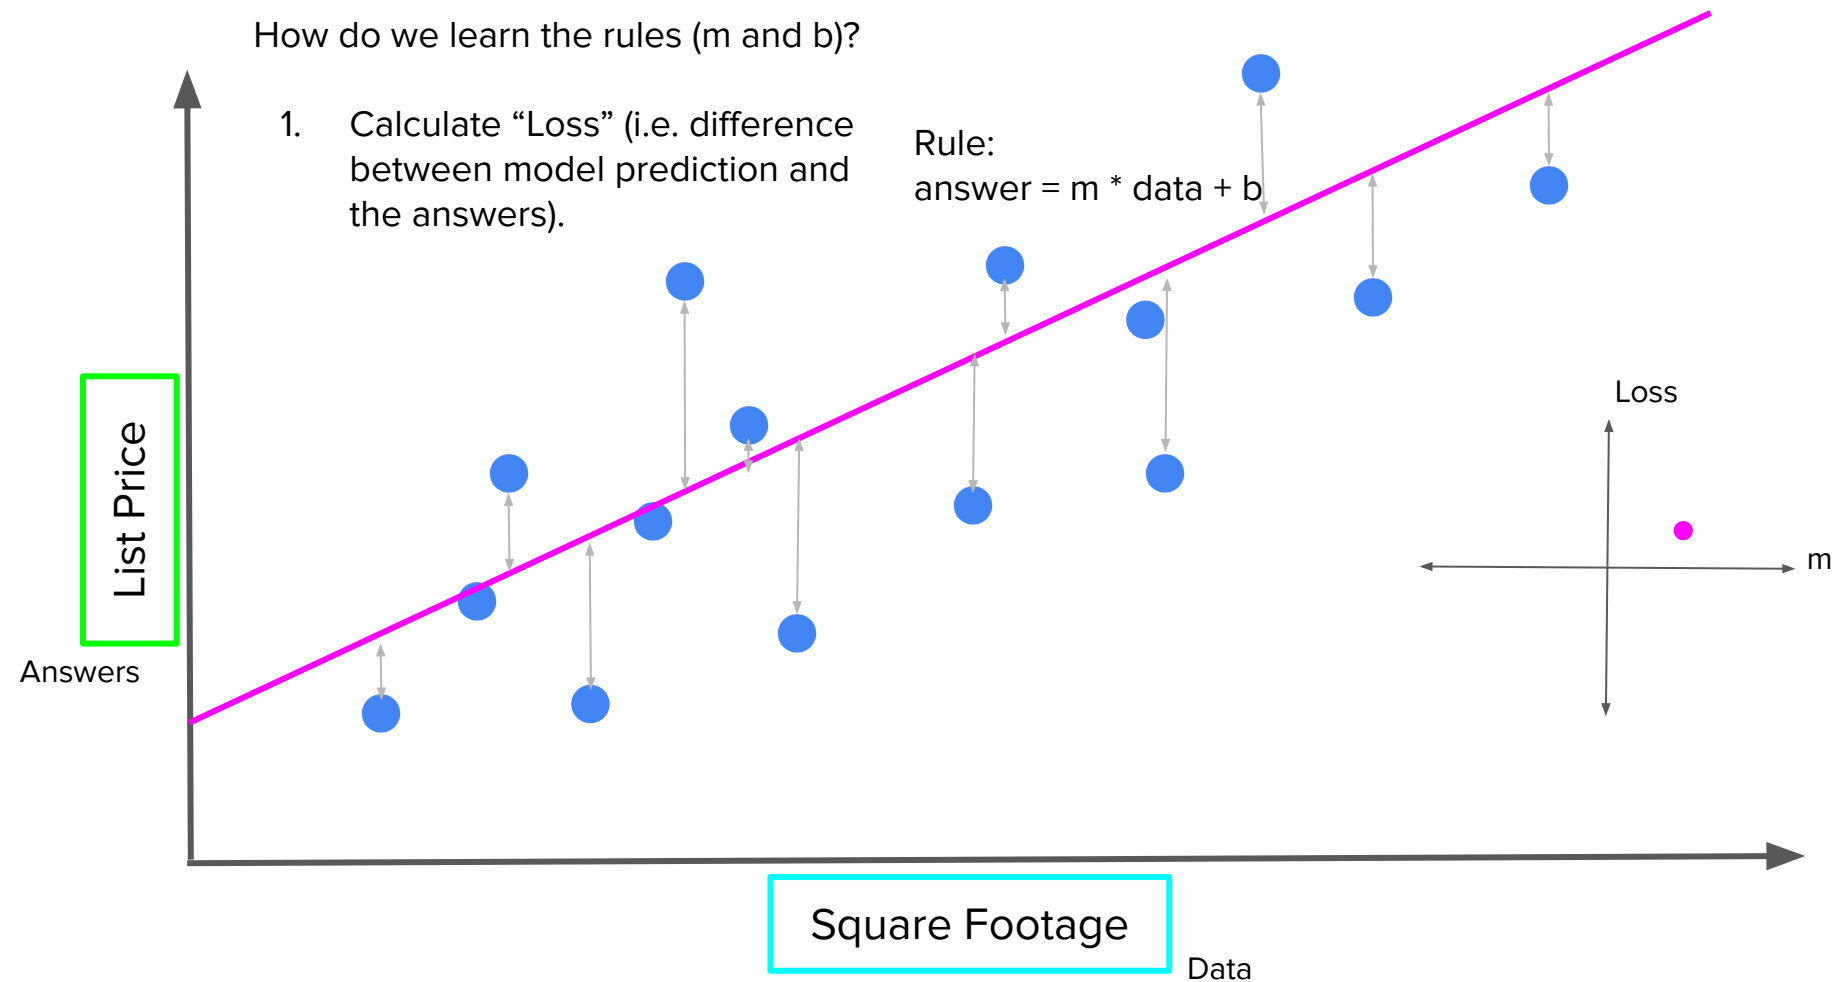 How do we learn the rules (m and b)?
1. Calculate “Loss” (i.e. difference
between model prediction and
the answers).
Rule:
answer = m * data + b
List Price
Answers
Loss
m
Square Footage
Data